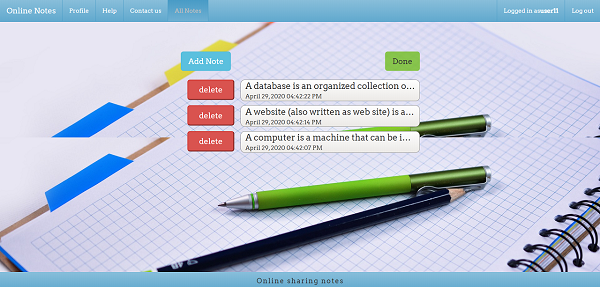 Online Notes Profile Help Contact us All Notes Logged in as user11 Log out
Add Note Done
delete A database is an organized collection o...
April 29, 2020 04:42:22 PM
delete A website (also written as web site) is a...
April 29, 2020 04:42:14 PM
delete A computer is a machine that can be i...
April 29, 2020 04:42:07 PM
Online sharing notes